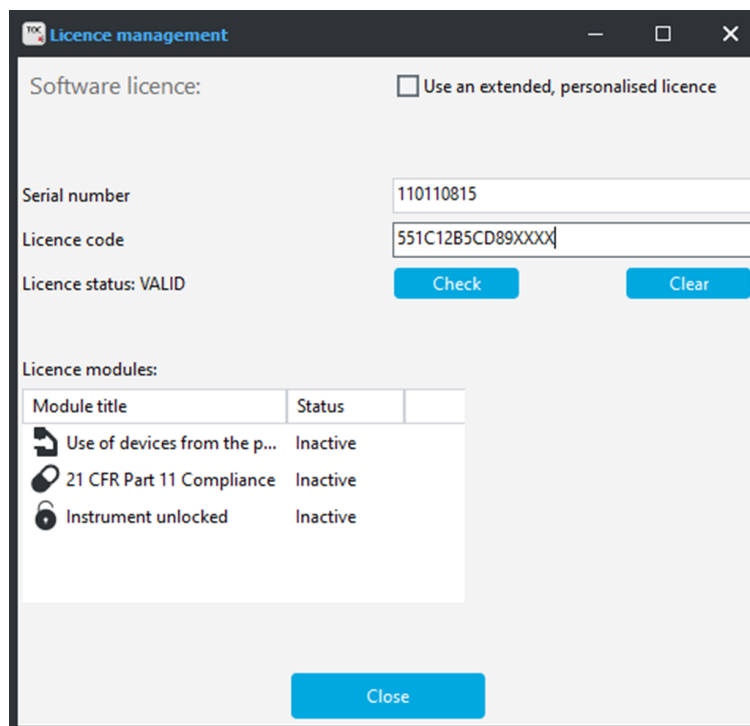 TOC
Licence management
Software licence:
Use an extended, personalised licence
Serial number
110110815
Licence code
551C12B5CD89XXXX
Licence status: VALID
Check
Clear
Licence modules:
Module title
Status
Use of devices from the p...
Inactive
21 CFR Part 11 Compliance
Inactive
Instrument unlocked
Inactive
Close